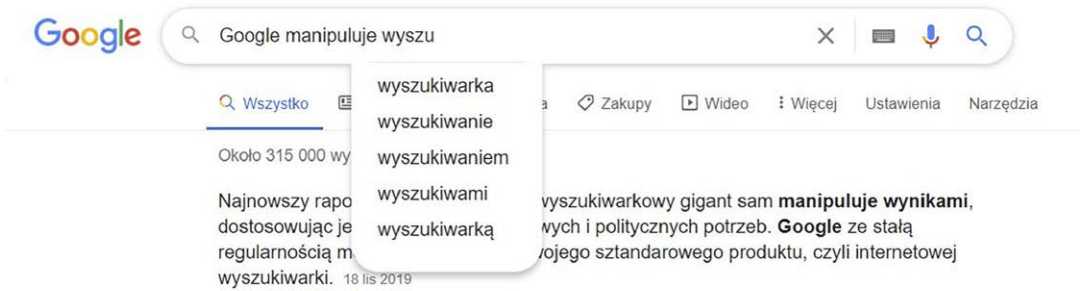 Google
Google manipuluje wyszu
wyszukiwarka
wyszukiwanie
wyszukiwaniem
wyszukiwami
wyszukiwarką
Wszystko a Zakupy Wideo Więcej Ustawienia Narzędzia
Około 315 000 wy
Najnowszy rapo wyszukiwarkowy gigant sam manipuluje wynikami,
dostosowując je wych i politycznych potrzeb. Google ze stałą
regularnością m wojego sztandarowego produktu, czyli internetowej
wyszukiwarki. 18 lis 2019